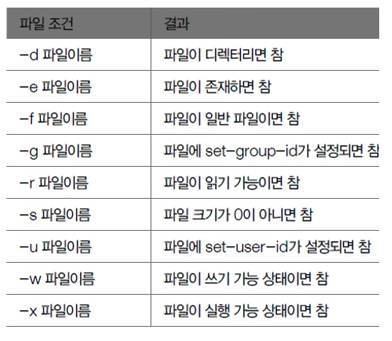 파일 조건 결과
–d 파일이름 파일이 디렉터리면 참
–e 파일이름 파일이 존재하면 참
–f 파일이름 파일이 일반 파일이면 참
–g 파일이름 파일에 set–group–id가 설정되면 참
–r 파일이름 파일이 읽기 가능이면 참
–s 파일이름 파일 크기가 0이 아니면 참
–u 파일이름 파일에 set–user–id가 설정되면 참
–w 파일이름 파일이 쓰기 가능 상태이면 참
–x 파일이름 파일이 실행 가능 상태이면 참